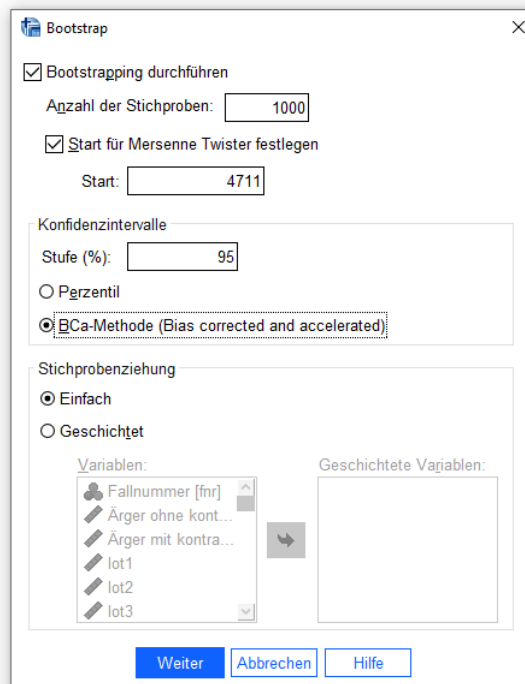 Bootstrap
Bootstrapping durchführen
Anzahl der Stichproben: 1000
Start für Mersenne Twister festlegen
Start: 4711
Konfidenzintervalle
Stufe (%): 95
Perzentil
BCa-Methode (Bias corrected and accelerated)
Stichprobenziehung
Einfach
Geschichtet
Variablen: Geschichtete Variablen:
Fallnummer [fnr]
Ärger ohne kont...
Ärger mit kontra...
lot1
lot2
lot3
Weiter Abbrechen Hilfe